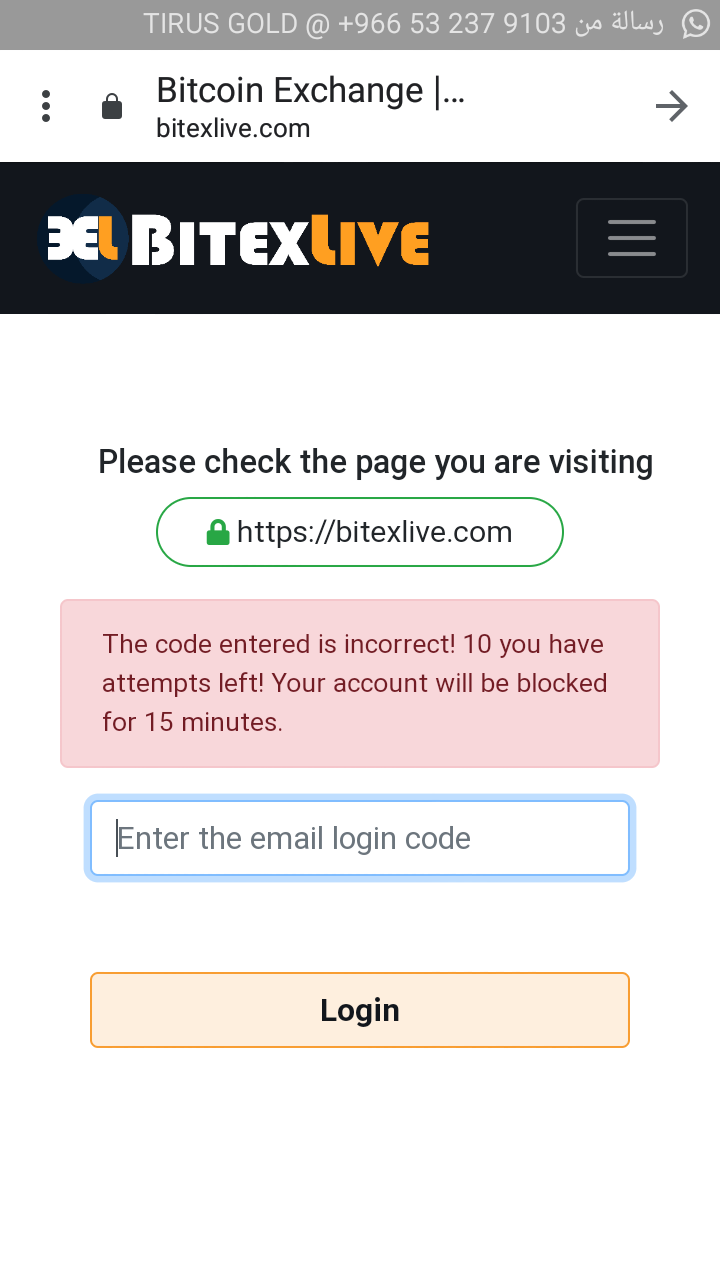 TIRUS GOLD @ +966 53 237 9103 رسالة من
Bitcoin Exchange |...
bitexlive.com
BEL BITEXLIVE
Please check the page you are visiting
https://bitexlive.com
The code entered is incorrect! 10 you have
attempts left! Your account will be blocked
for 15 minutes.
Enter the email login code
Login